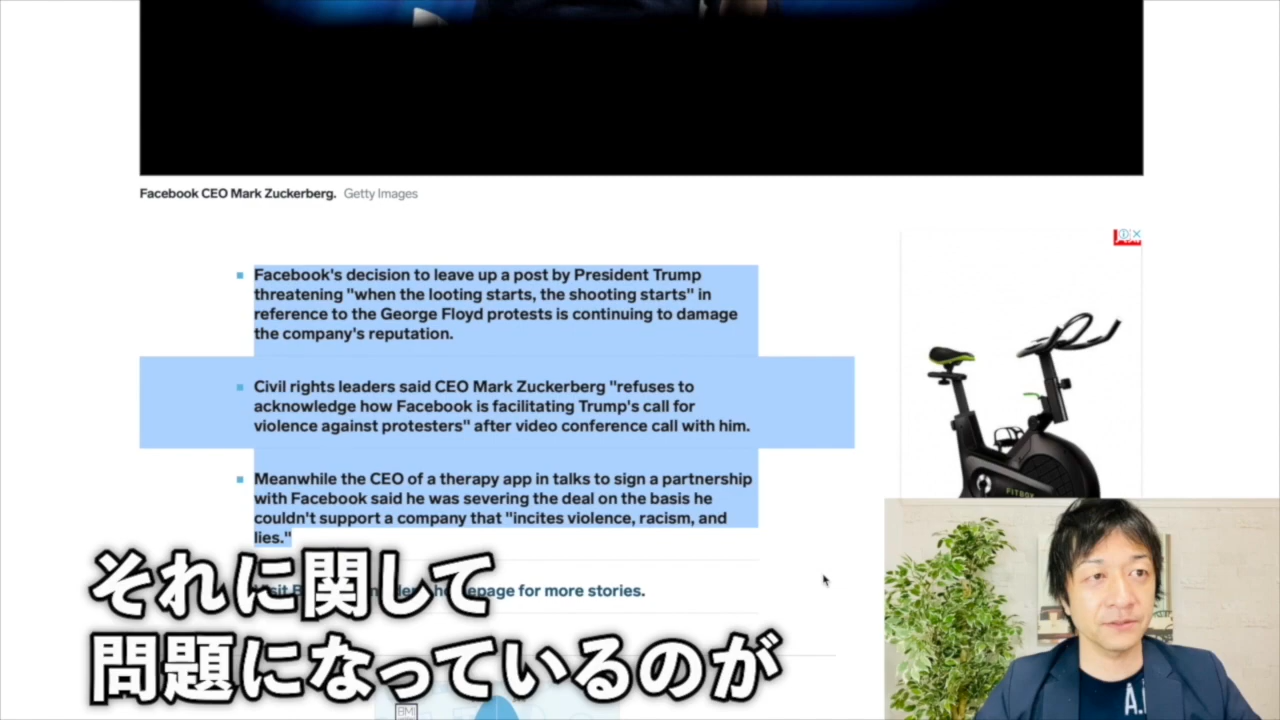 Facebook CEO Mark Zuckerberg. Getty Images
Facebook's decision to leave up a post by President Trump
threatening "when the looting starts, the shooting starts" in
reference to the George Floyd protests is continuing to damage
the company's reputation.
Civil rights leaders said CEO Mark Zuckerberg "refuses to
acknowledge how Facebook is facilitating Trump's call for
violence against protesters" after video conference call with him.
Meanwhile the CEO of a therapy app in talks to sign a partnership
with Facebook said he was severing the deal on the basis he
couldn't support a company that "incites violence, racism, and
lies."
for more stories.
FITBOX
それに関して
問題になっているのが
BMI
A.I